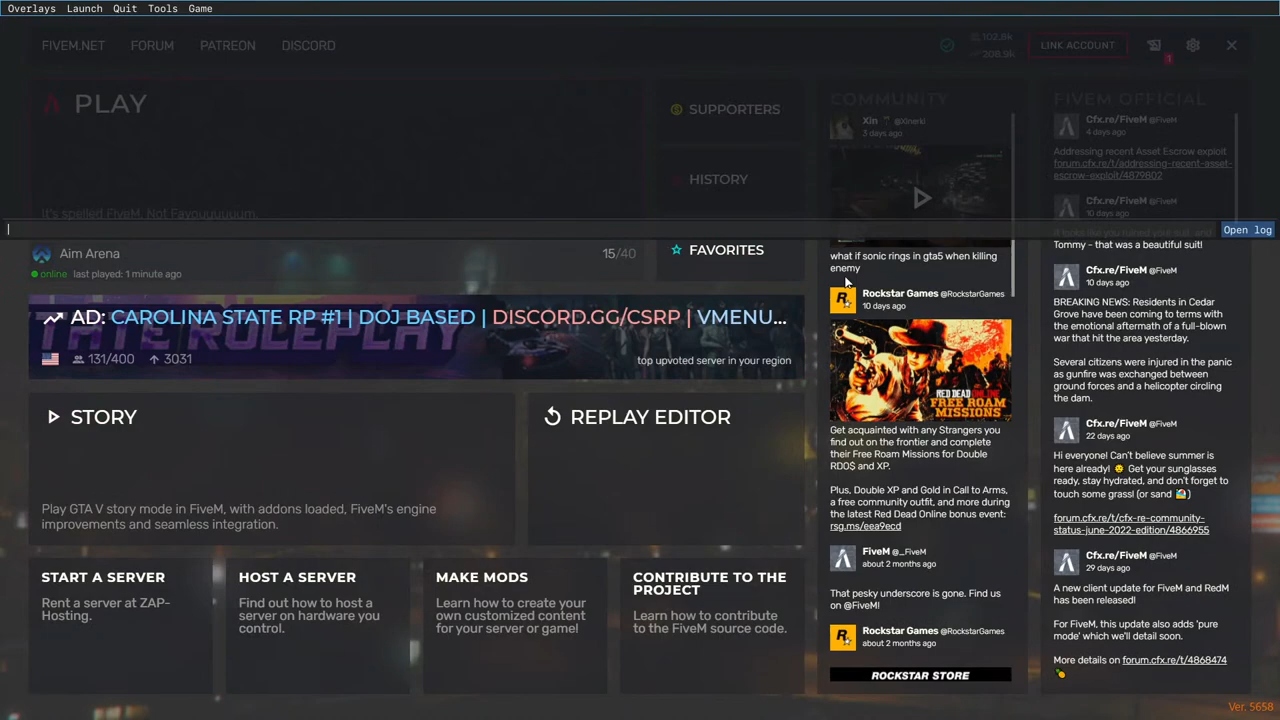 Overlays Launch Quit Tools Game
FIVEM.NET FORUM PATREON DISCORD
102.8k
208.9k
LINK ACCOUNT
1
PLAY
It's spelled FiveM. Not Favouuuuuum.
SUPPORTERS
HISTORY
Open log
Aim Arena
15/40
online last played: 1 minute ago
FAVORITES
AD: CAROLINA STATE RP #1 | DOJ BASED | DISCORD.GG/CSRP | VMENU...
131/400 3031
top upvoted server in your region
STORY
Play GTA V story mode in FiveM, with addons loaded, FiveM's engine
improvements and seamless integration.
REPLAY EDITOR
START A SERVER
Rent a server at ZAP-
Hosting.
HOST A SERVER
Find out how to host a
server on hardware you
control.
MAKE MODS
Learn how to create your
own customized content
for your server or game!
CONTRIBUTE TO THE
PROJECT
Learn how to contribute
to the FiveM source code.
COMMUNITY
Xin @Xinerki
3 days ago
what if sonic rings in gta5 when killing
enemy
Rockstar Games @RockstarGames
10 days ago
RED DEAD ONLINE
FREE ROAM
MISSIONS
Get acquainted with any Strangers you
find out on the frontier and complete
their Free Roam Missions for Double
RDO$ and XP.
Plus, Double XP and Gold in Call to Arms,
a free community outfit, and more during
the latest Red Dead Online bonus event:
rsg.ms/eea9ecd
FiveM @_FiveM
about 2 months ago
That pesky underscore is gone. Find us
on @FiveM!
Rockstar Games @RockstarGames
about 2 months ago
ROCKSTAR STORE
FIVEM OFFICIAL
Cfx.re/FiveM @FiveM
4 days ago
Addressing recent Asset Escrow exploit
forum.cfx.re/t/addressing-recent-asset-
escrow-exploit/4879802
Cfx.re/FiveM @FiveM
10 days ago
Tommy - that was a beautiful suit!
Cfx.re/FiveM @FiveM
10 days ago
BREAKING NEWS: Residents in Cedar
Grove have been coming to terms with
the emotional aftermath of a full-blown
war that hit the area yesterday.
Several citizens were injured in the panic
as gunfire was exchanged between
ground forces and a helicopter circling
the dam.
Cfx.re/FiveM @FiveM
22 days ago
Hi everyone! Can't believe summer is
here already! Get your sunglasses
ready, stay hydrated, and don't forget to
touch some grass! (or sand )
forum.cfx.re/t/cfx-re-community-
status-june-2022-edition/4866955
Cfx.re/FiveM @FiveM
29 days ago
A new client update for FiveM and RedM
has been released!
For FiveM, this update also adds 'pure
mode' which we'll detail soon.
More details on forum.cfx.re/t/4868474
Ver. 5658